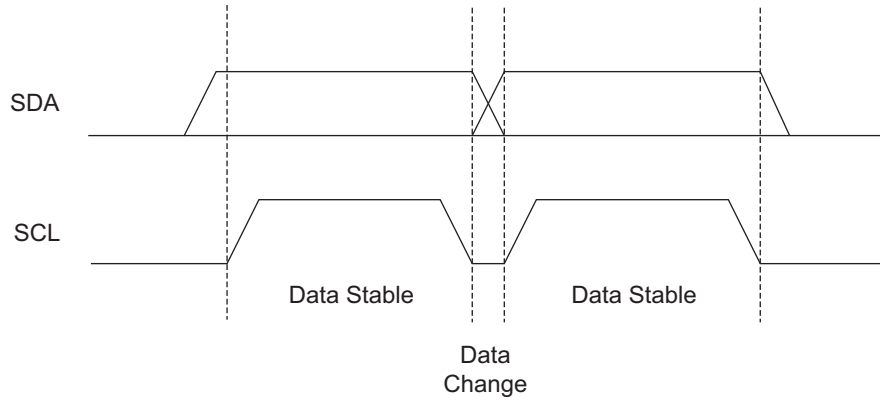 SDA
SCL
Data Stable
Data Stable
Data
Change